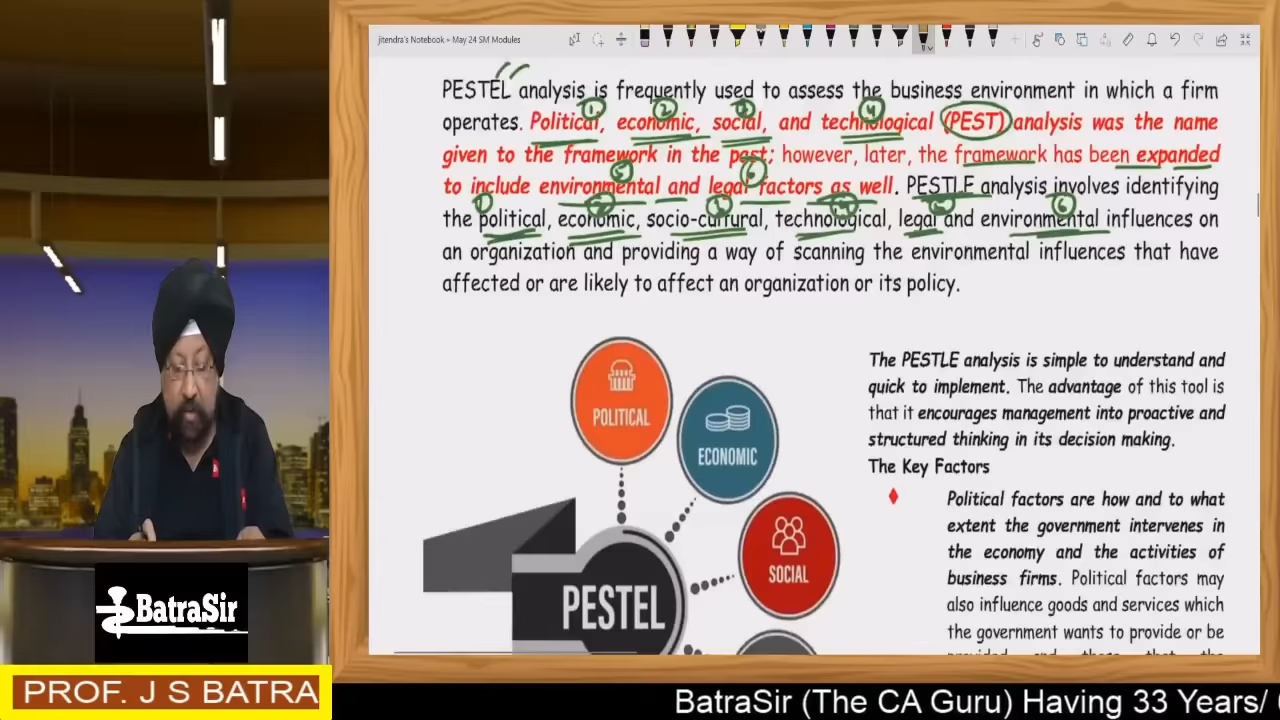 jitendra's Notebook » May 24 SM Modules
PESTEL analysis is frequently used to assess the business environment in which a firm
operates. Political, economic, social, and technological (PEST) analysis was the name
given to the framework in the past; however, later, the framework has been expanded
to include environmental and legal factors as well. PESTLE analysis involves identifying
the political, economic, socio-cultural, technological, legal and environmental influences on
an organization and providing a way of scanning the environmental influences that have
affected or are likely to affect an organization or its policy.
POLITICAL
ECONOMIC
SOCIAL
PESTEL
The PESTLE analysis is simple to understand and
quick to implement. The advantage of this tool is
that it encourages management into proactive and
structured thinking in its decision making.
The Key Factors
Political factors are how and to what
extent the government intervenes in
the economy and the activities of
business firms. Political factors may
also influence goods and services which
the government wants to provide or be
BatraSir
PROF. J S BATRA
BatraSir (The CA Guru) Having 33 Years/